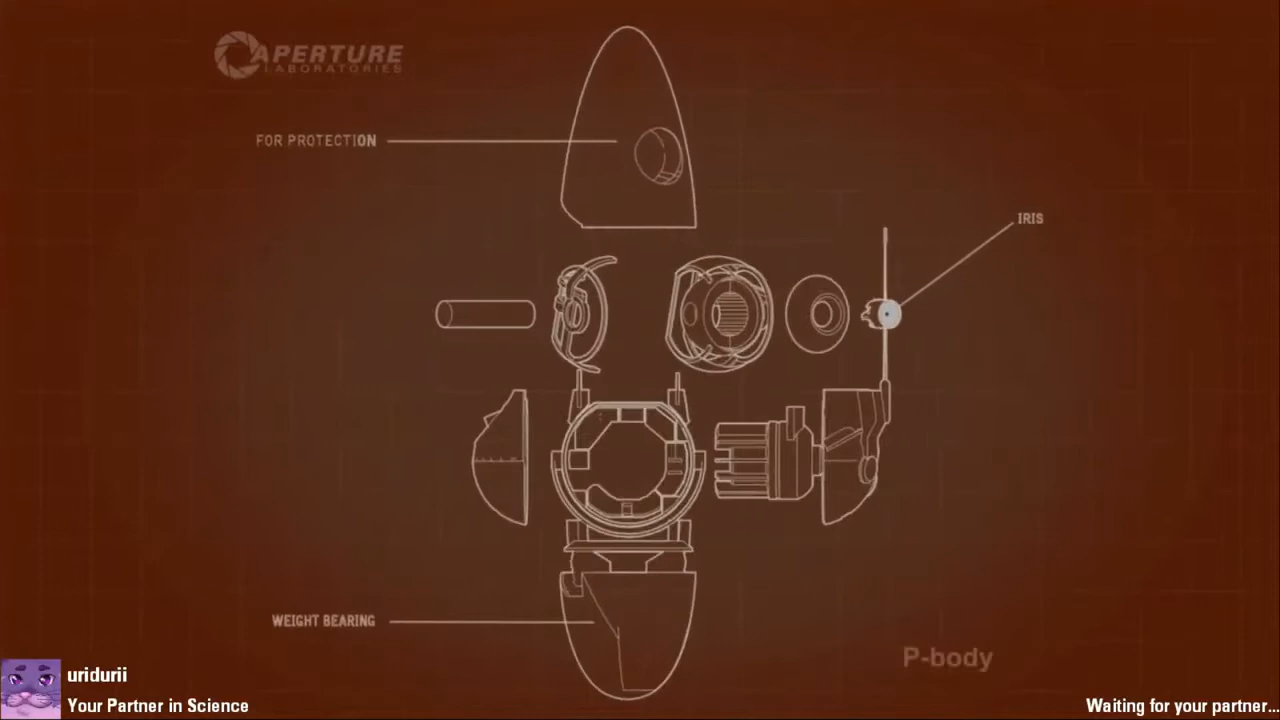 APERTURE
LABORATORIES
FOR PROTECTION
IRIS
WEIGHT BEARING
P-body
uridurii
Your Partner in Science
Waiting for your partner...